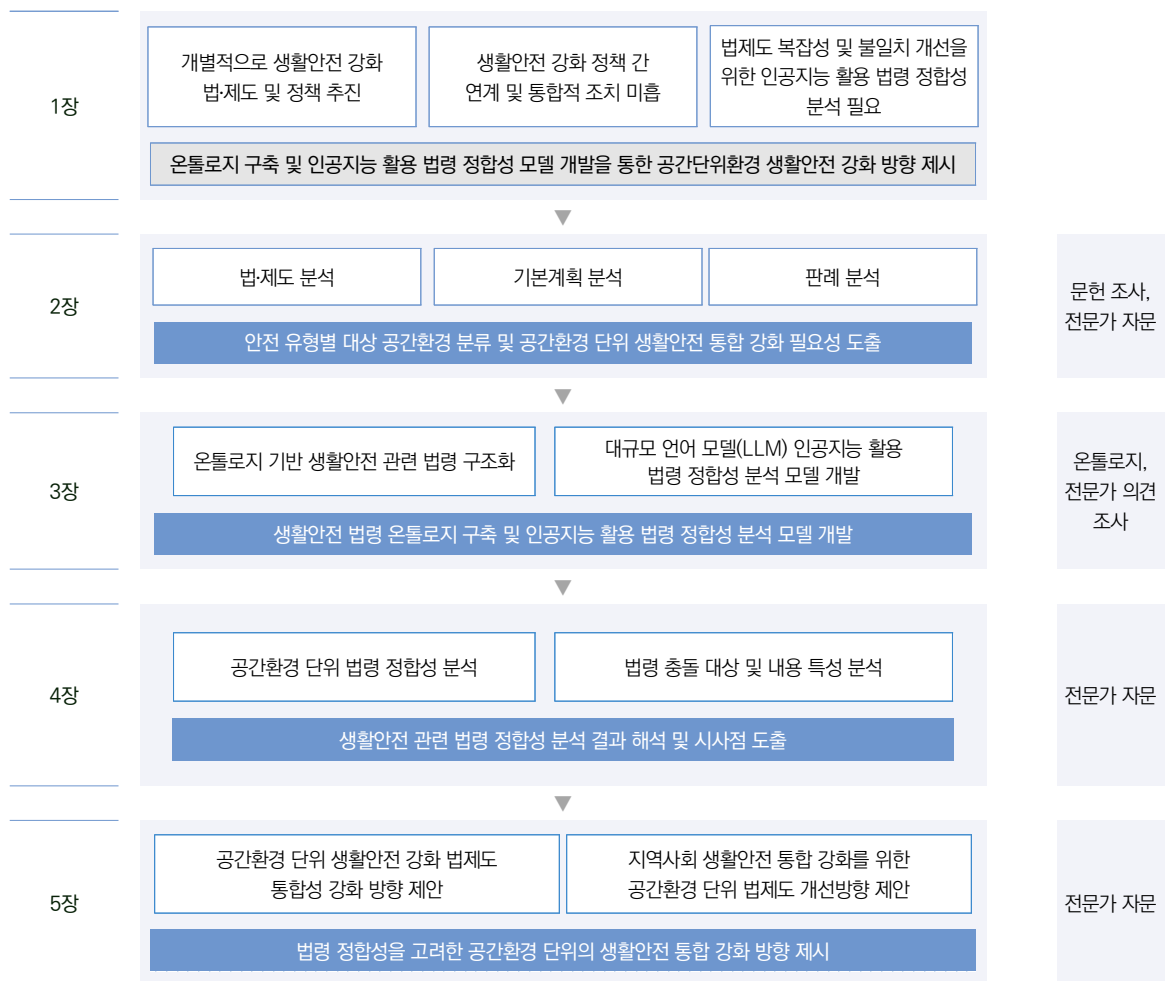 1장
개별적으로 생활안전 강화
법·제도 및 정책 추진
생활안전 강화 정책 간
연계 및 통합적 조치 미흡
법제도 복잡성 및 불일치 개선을
위한 인공지능 활용 법령 정합성
분석 필요
온톨로지 구축 및 인공지능 활용 법령 정합성 모델 개발을 통한 공간단위환경 생활안전 강화 방향 제시
2장
법·제도 분석
기본계획 분석
판례 분석
안전 유형별 대상 공간환경 분류 및 공간환경 단위 생활안전 통합 강화 필요성 도출
문헌 조사,
전문가 자문
3장
온톨로지 기반 생활안전 관련 법령 구조화
대규모 언어 모델(LLM) 인공지능 활용
법령 정합성 분석 모델 개발
생활안전 법령 온톨로지 구축 및 인공지능 활용 법령 정합성 분석 모델 개발
온톨로지,
전문가 의견
조사
4장
공간환경 단위 법령 정합성 분석
법령 충돌 대상 및 내용 특성 분석
생활안전 관련 법령 정합성 분석 결과 해석 및 시사점 도출
전문가 자문
5장
공간환경 단위 생활안전 강화 법제도
통합성 강화 방향 제안
지역사회 생활안전 통합 강화를 위한
공간환경 단위 법제도 개선방향 제안
법령 정합성을 고려한 공간환경 단위의 생활안전 통합 강화 방향 제시
전문가 자문